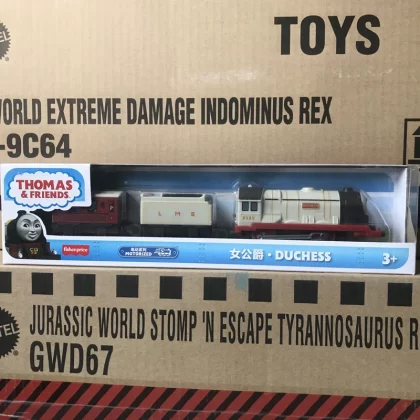 TOYS
WORLD EXTREME DAMAGE INDOMINUS REX
-9C64
THOMAS
& FRIENDS
LMS
Fisher-Price
MOTORIZED
女公爵·DUCHESS
3+
JURASSIC WORLD STOMP 'N ESCAPE TYRANNOSAURUS R
GWD67